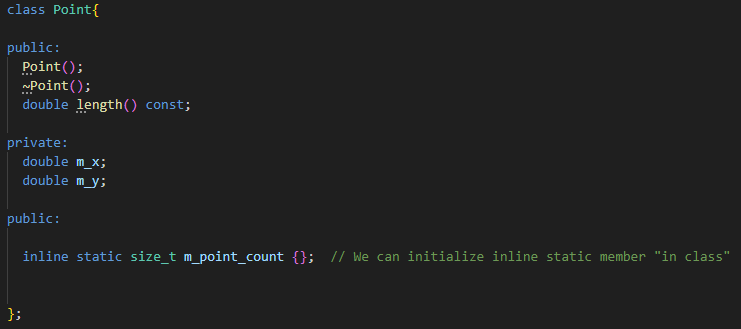 class Point{
public:
Point();
~Point();
double length() const;
private:
double m_x;
double m_y;
public:
inline static size_t m_point_count {};  // We can initialize inline static member "in class"
};